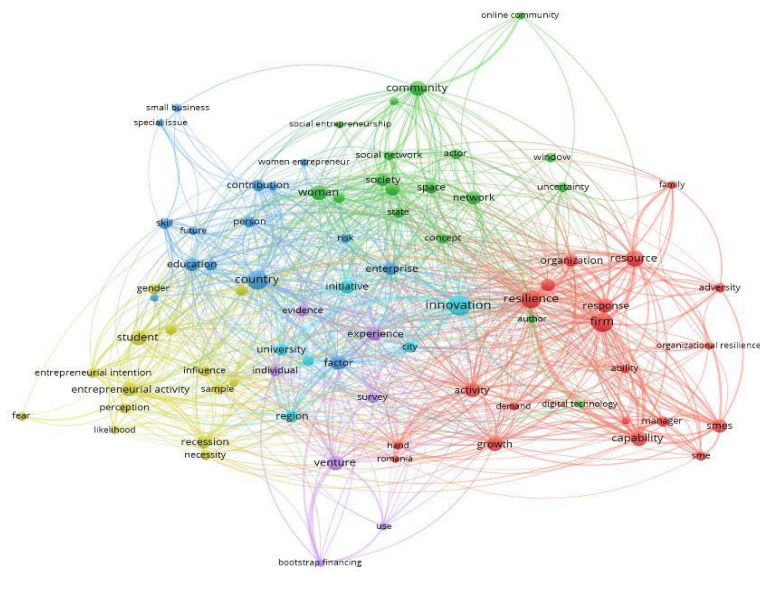 online community
community
small business
special issue
social entrepreneurship
social network
actor
window
women entrepreneur
contribution
woman
society
space
network
uncertainty
family
state
skill
future
person
risk
concept
education
enterprise
organization
resource
country
initiative
gender
adversity
innovation
resilience
response
evidence
author
firm
student
experience
university
city
organizational resilience
entrepreneurial intention
influence
individual
factor
ability
entrepreneurial activity
sample
survey
activity
perception
demand
digital technology
fear
region
likelihood
recession
necessity
hand
growth
manager
smes
capability
romania
sme
venture
use
bootstrap financing